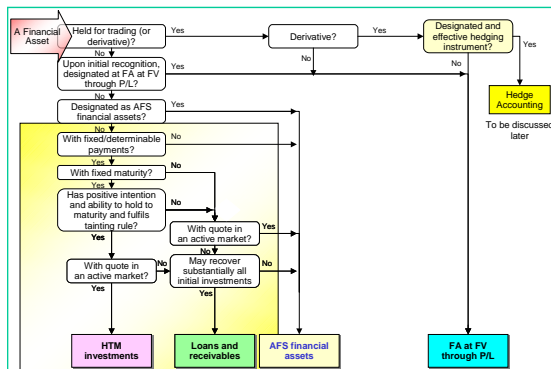 A Financial
Asset
Held for trading (or
derivative)?
Yes
Derivative?
Yes
Designated and
effective hedging
instrument?
Yes
No
No
No
Upon initial recognition,
designated at FA at FV
through P/L?
Yes
Hedge
Accounting
No
To be discussed
later
Designated as AFS
financial assets?
Yes
No
With fixed/determinable
payments?
No
Yes
With fixed maturity?
No
Yes
Has positive intention
and ability to hold to
maturity and fulfils
tainting rule?
No
Yes
With quote in
an active market?
Yes
No
With quote in
an active market?
No
May recover
substantially all
initial investments
No
Yes
Yes
HTM
investments
Loans and
receivables
AFS financial
assets
FA at FV
through P/L